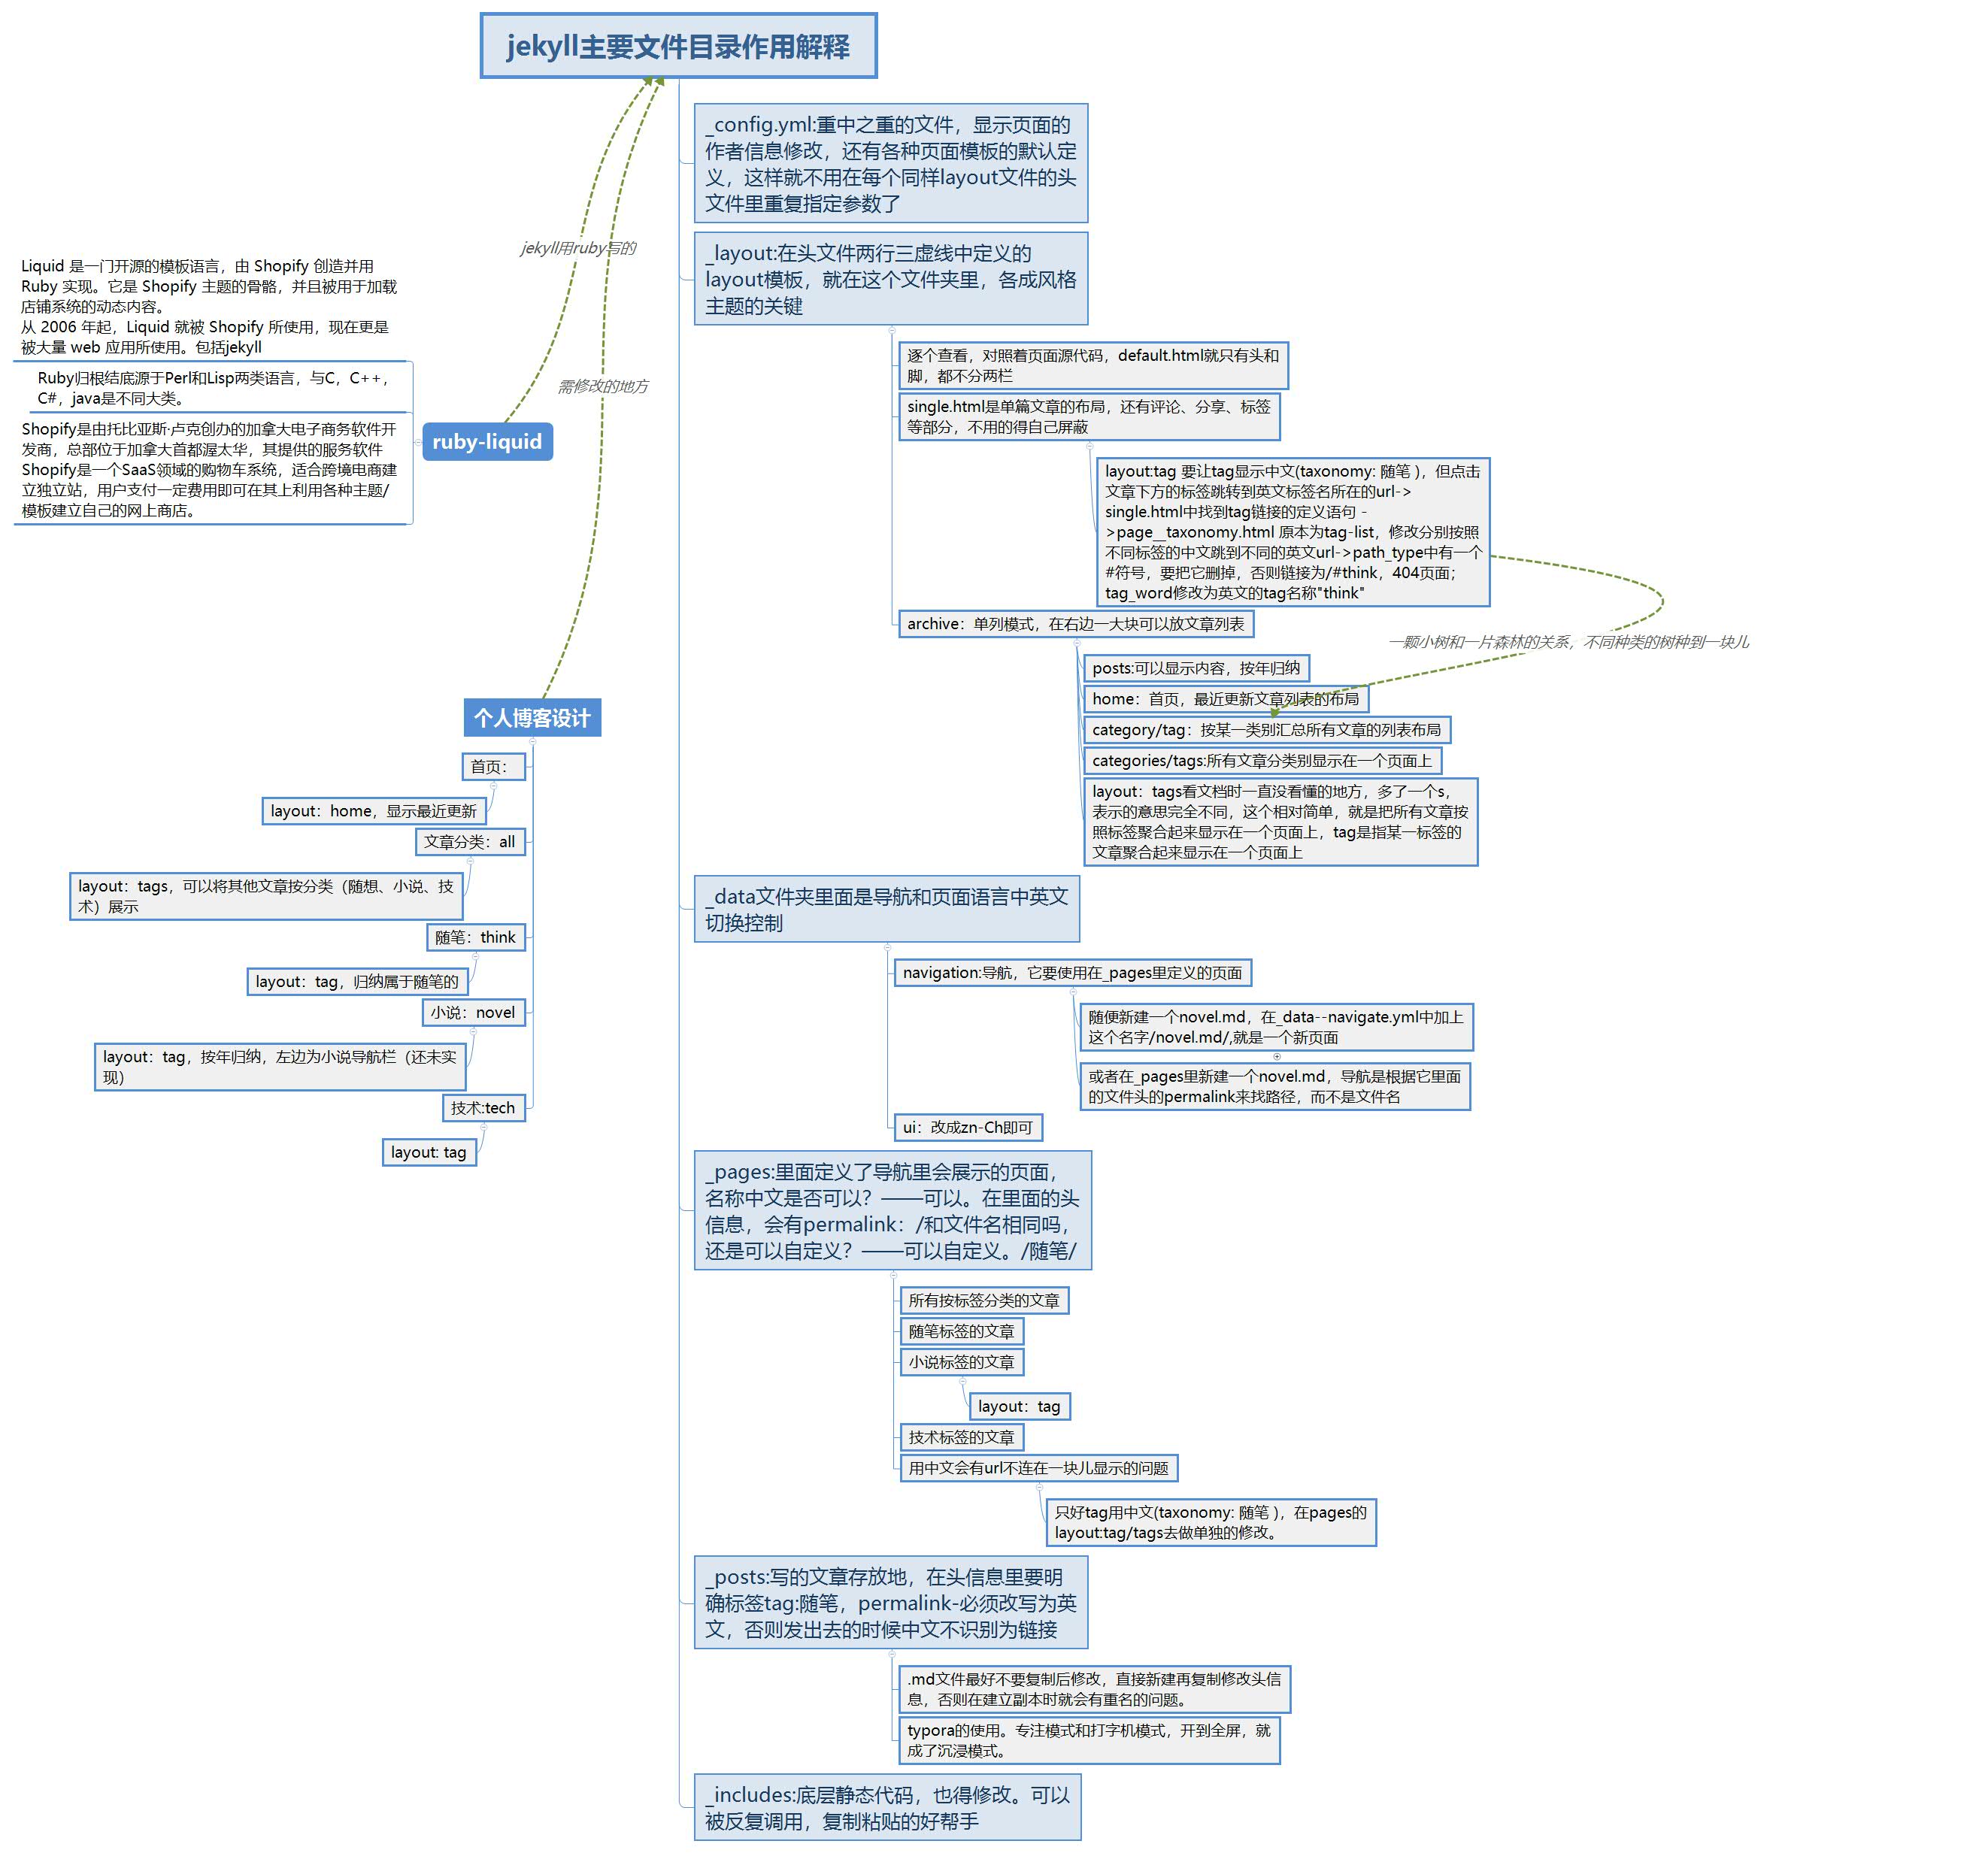 jekyll主要文件目录作用解释
_config.yml:重中之重的文件，显示页面的
作者信息修改，还有各种页面模板的默认定
义，这样就不用在每个同样layout文件的头
文件里重复指定参数了
_layout:在头文件两行三虚线中定义的
layout模板，就在这个文件夹里，各成风格
主题的关键
逐个查看，对照着页面源代码，default.html就只有头和
脚，都不分两栏
single.html是单篇文章的布局，还有评论、分享、标签
等部分，不用的得自己屏蔽
layout:tag 要让tag显示中文(taxonomy: 随笔 )，但点击
文章下方的标签跳转到英文标签名所在的url->
single.html中找到tag链接的定义语句 -
>page__taxonomy.html 原本为tag-list，修改分别按照
不同标签的中文跳到不同的英文url->path_type中有一个
#符号，要把它删掉，否则链接为/#think，404页面；
tag_word修改为英文的tag名称"think"
archive：单列模式，在右边一大块可以放文章列表
posts:可以显示内容，按年归纳
home：首页，最近更新文章列表的布局
category/tag：按某一类别汇总所有文章的列表布局
categories/tags:所有文章分类别显示在一个页面上
layout：tags看文档时一直没看懂的地方，多了一个s，
表示的意思完全不同，这个相对简单，就是把所有文章按
照标签聚合起来显示在一个页面上，tag是指某一标签的
文章聚合起来显示在一个页面上
一颗小树和一片森林的关系，不同种类的树种到一块儿
_data文件夹里面是导航和页面语言中英文
切换控制
navigation:导航，它要使用在_pages里定义的页面
随便新建一个novel.md，在_data--navigate.yml中加上
这个名字/novel.md/,就是一个新页面
或者在_pages里新建一个novel.md，导航是根据它里面
的文件头的permalink来找路径，而不是文件名
ui：改成zn-Ch即可
_pages:里面定义了导航里会展示的页面，
名称中文是否可以？——可以。在里面的头
信息，会有permalink：/和文件名相同吗，
还是可以自定义？——可以自定义。/随笔/
所有按标签分类的文章
随笔标签的文章
小说标签的文章
layout：tag
技术标签的文章
用中文会有url不连在一块儿显示的问题
只好tag用中文(taxonomy: 随笔 )，在pages的
layout:tag/tags去做单独的修改。
_posts:写的文章存放地，在头信息里要明
确标签tag:随笔，permalink-必须改写为英
文，否则发出去的时候中文不识别为链接
.md文件最好不要复制后修改，直接新建再复制修改头信
息，否则在建立副本时就会有重名的问题。
typora的使用。专注模式和打字机模式，开到全屏，就
成了沉浸模式。
_includes:底层静态代码，也得修改。可以
被反复调用，复制粘贴的好帮手
jekyll用ruby写的
需修改的地方
ruby-liquid
Liquid 是一门开源的模板语言，由 Shopify 创造并用
Ruby 实现。它是 Shopify 主题的骨骼，并且被用于加载
店铺系统的动态内容。
从 2006 年起，Liquid 就被 Shopify 所使用，现在更是
被大量 web 应用所使用。包括jekyll
Ruby归根结底源于Perl和Lisp两类语言，与C，C++，
C#，java是不同大类。
Shopify是由托比亚斯·卢克创办的加拿大电子商务软件开
发商，总部位于加拿大首都渥太华，其提供的服务软件
Shopify是一个SaaS领域的购物车系统，适合跨境电商建
立独立站，用户支付一定费用即可在其上利用各种主题/
模板建立自己的网上商店。
个人博客设计
首页：
layout：home，显示最近更新
文章分类：all
layout：tags，可以将其他文章按分类（随想、小说、技
术）展示
随笔：think
layout：tag，归纳属于随笔的
小说：novel
layout：tag，按年归纳，左边为小说导航栏（还未实
现）
技术:tech
layout: tag